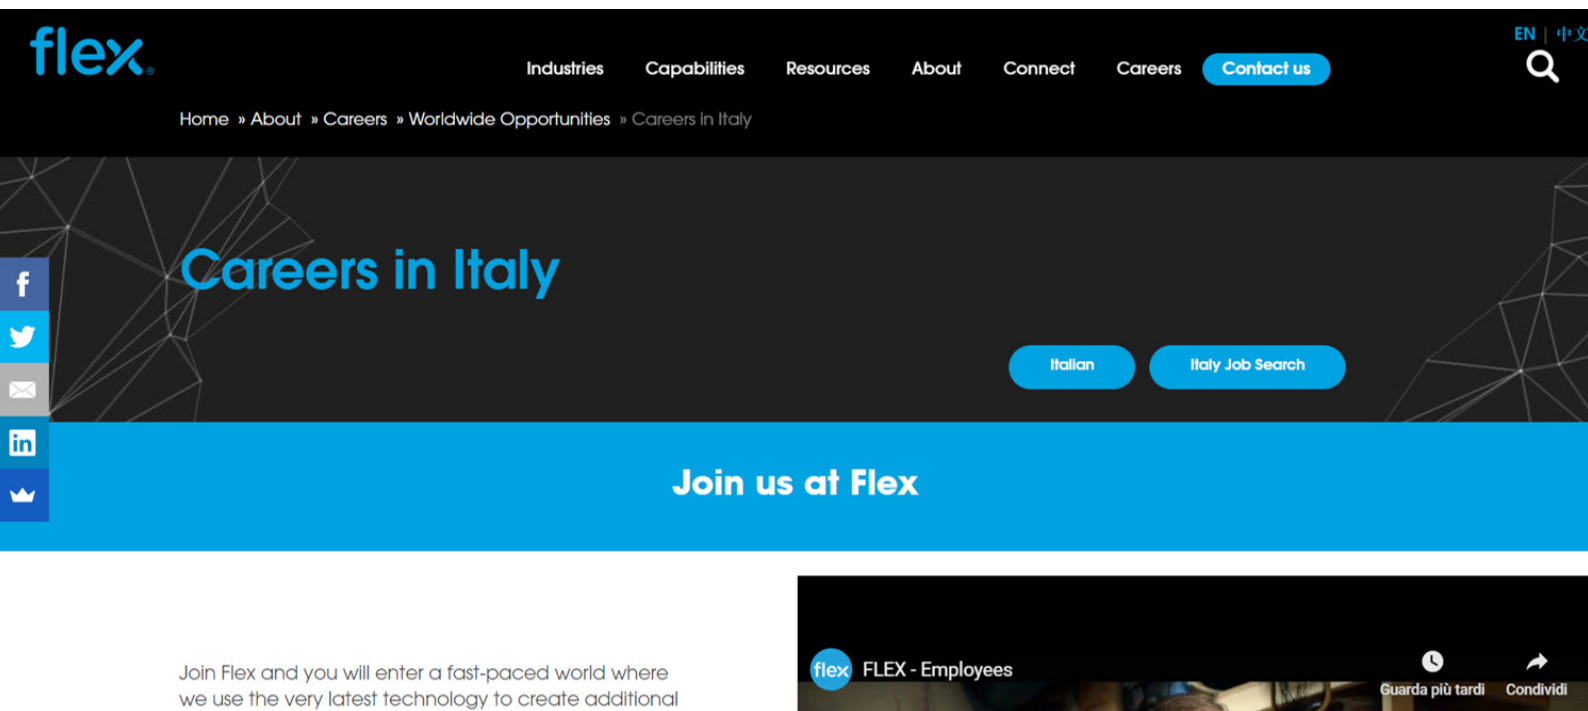 flex
EN | 中文
Industries Capabilities Resources About Connect Careers Contact us
Home » About » Careers » Worldwide Opportunities » Careers in Italy
Careers in Italy
Italian Italy Job Search
Join us at Flex
Join Flex and you will enter a fast-paced world where
we use the very latest technology to create additional
flex FLEX - Employees
Guarda più tardi Condividi